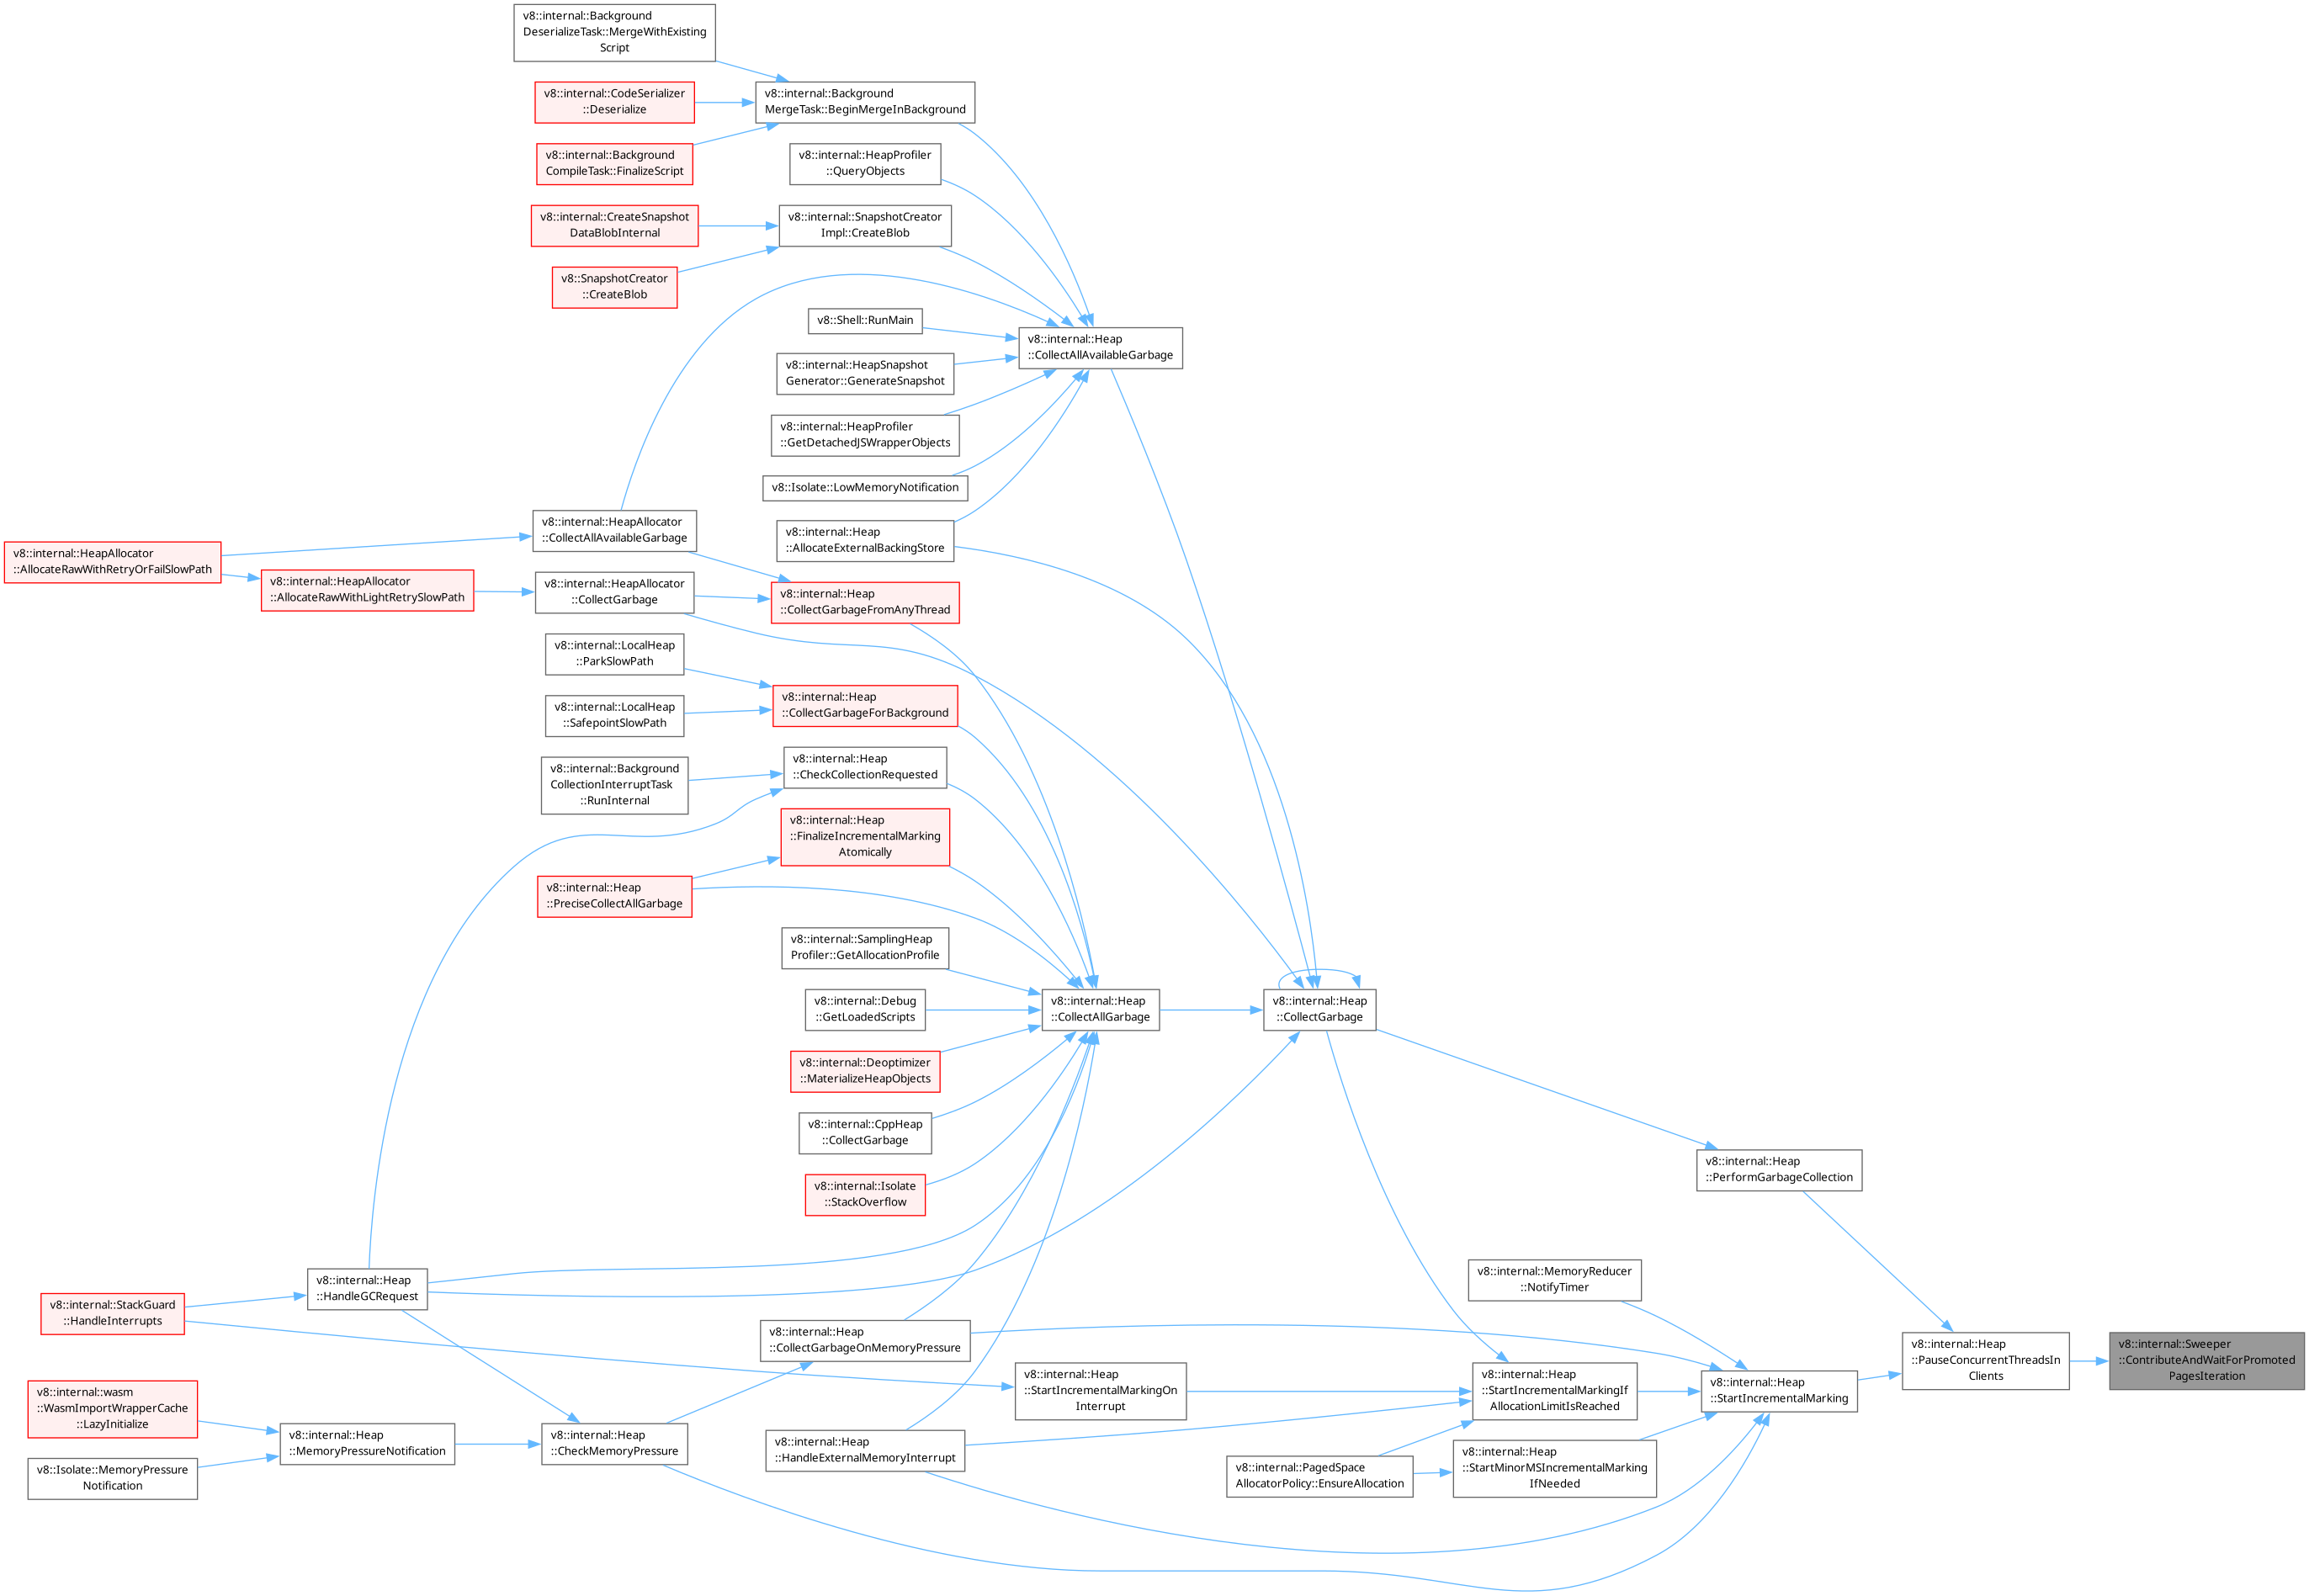 v8::internal::Background
DeserializeTask::MergeWithExisting
Script
v8::internal::CodeSerializer
::Deserialize
v8::internal::Background
MergeTask::BeginMergeInBackground
v8::internal::Background
CompileTask::FinalizeScript
v8::internal::HeapProfiler
::QueryObjects
v8::internal::CreateSnapshot
DataBlobInternal
v8::internal::SnapshotCreator
Impl::CreateBlob
v8::SnapshotCreator
::CreateBlob
v8::Shell::RunMain
v8::internal::Heap
::CollectAllAvailableGarbage
v8::internal::HeapSnapshot
Generator::GenerateSnapshot
v8::internal::HeapProfiler
::GetDetachedJSWrapperObjects
v8::Isolate::LowMemoryNotification
v8::internal::HeapAllocator
::CollectAllAvailableGarbage
v8::internal::Heap
::AllocateExternalBackingStore
v8::internal::HeapAllocator
::AllocateRawWithRetryOrFailSlowPath
v8::internal::HeapAllocator
::AllocateRawWithLightRetrySlowPath
v8::internal::HeapAllocator
::CollectGarbage
v8::internal::Heap
::CollectGarbageFromAnyThread
v8::internal::LocalHeap
::ParkSlowPath
v8::internal::LocalHeap
::SafepointSlowPath
v8::internal::Heap
::CollectGarbageForBackground
v8::internal::Background
CollectionInterruptTask
::RunInternal
v8::internal::Heap
::CheckCollectionRequested
v8::internal::Heap
::FinalizeIncrementalMarking
Atomically
v8::internal::Heap
::PreciseCollectAllGarbage
v8::internal::SamplingHeap
Profiler::GetAllocationProfile
v8::internal::Debug
::GetLoadedScripts
v8::internal::Heap
::CollectAllGarbage
v8::internal::Heap
::CollectGarbage
v8::internal::Deoptimizer
::MaterializeHeapObjects
v8::internal::CppHeap
::CollectGarbage
v8::internal::Isolate
::StackOverflow
v8::internal::Heap
::PerformGarbageCollection
v8::internal::Heap
::HandleGCRequest
v8::internal::StackGuard
::HandleInterrupts
v8::internal::MemoryReducer
::NotifyTimer
v8::internal::Heap
::CollectGarbageOnMemoryPressure
v8::internal::Heap
::StartIncrementalMarkingOn
Interrupt
v8::internal::Heap
::StartIncrementalMarkingIf
AllocationLimitIsReached
v8::internal::Heap
::StartIncrementalMarking
v8::internal::Heap
::PauseConcurrentThreadsIn
Clients
v8::internal::Sweeper
::ContributeAndWaitForPromoted
PagesIteration
v8::internal::wasm
::WasmImportWrapperCache
::LazyInitialize
v8::internal::Heap
::MemoryPressureNotification
v8::internal::Heap
::CheckMemoryPressure
v8::internal::Heap
::HandleExternalMemoryInterrupt
v8::Isolate::MemoryPressure
Notification
v8::internal::PagedSpace
AllocatorPolicy::EnsureAllocation
v8::internal::Heap
::StartMinorMSIncrementalMarking
IfNeeded